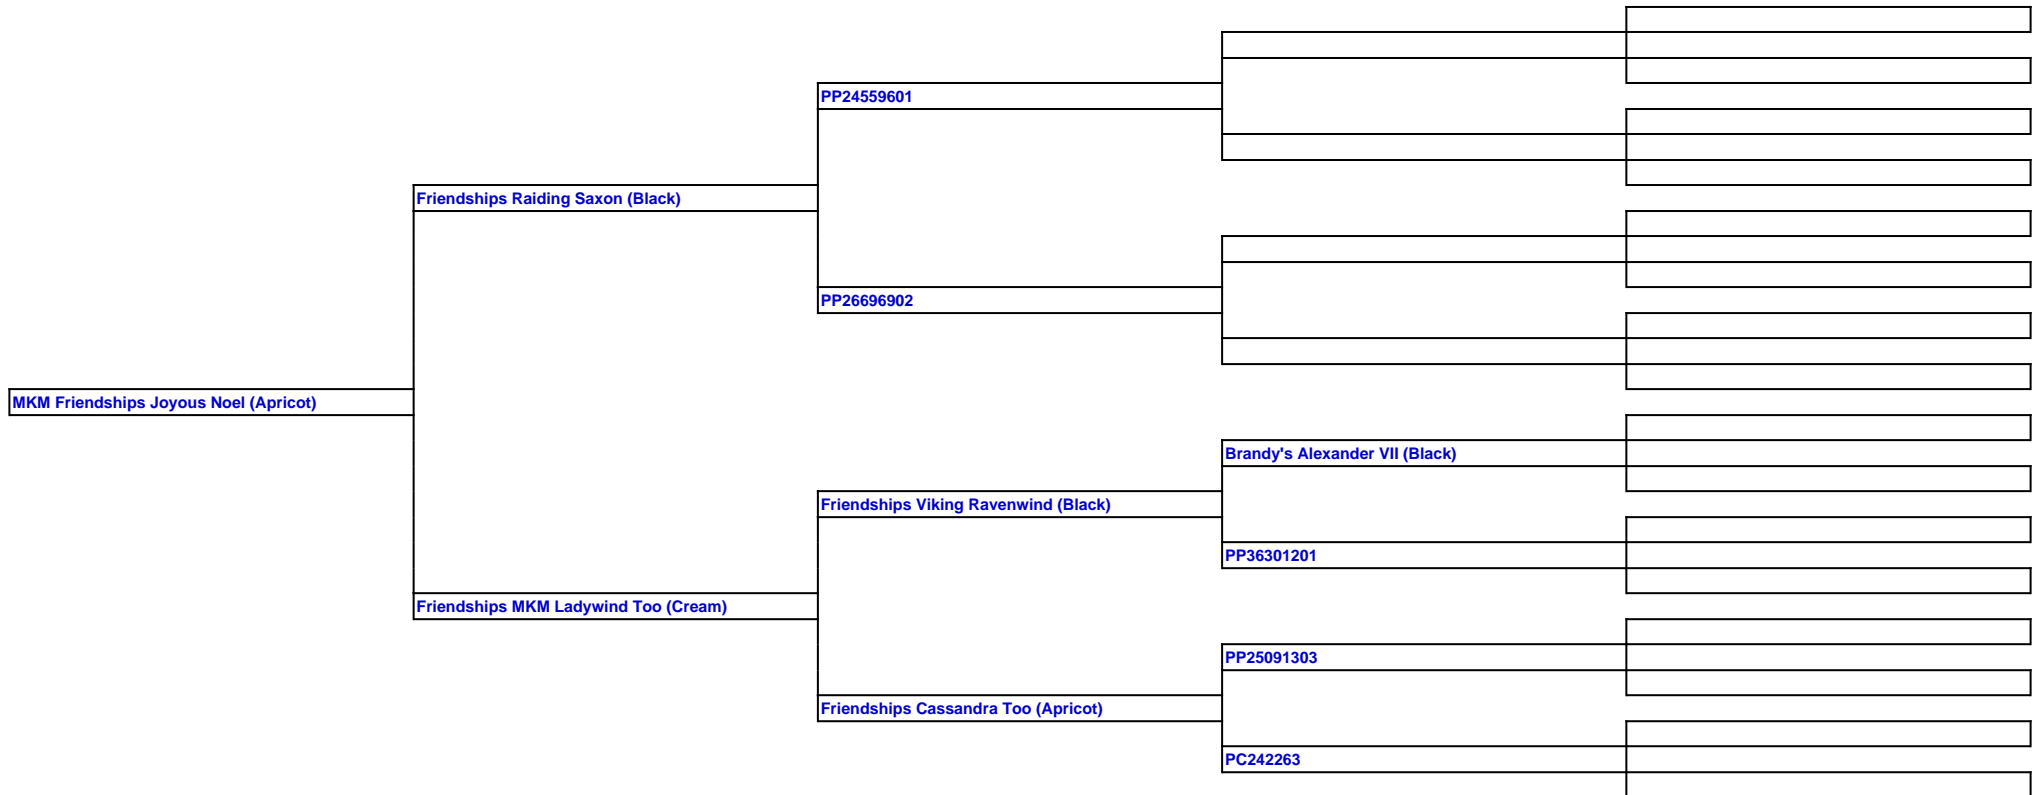 PP24559601
Friendships Raiding Saxon (Black)
PP26696902
MKM Friendships Joyous Noel (Apricot)
Brandy's Alexander VII (Black)
Friendships Viking Ravenwind (Black)
PP36301201
Friendships MKM Ladywind Too (Cream)
PP25091303
Friendships Cassandra Too (Apricot)
PC242263